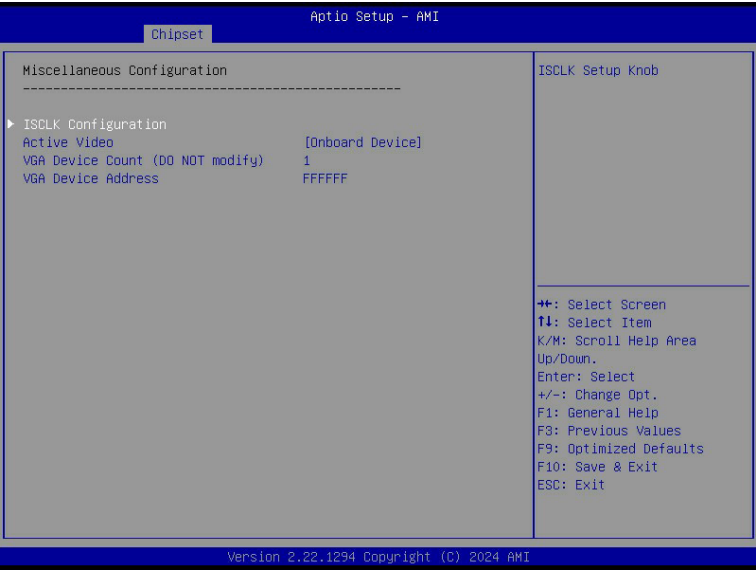 Aptio Setup – AMI
Chipset
Miscellaneous Configuration
--------------------------------------------------
ISCLK Configuration
Active Video [Onboard Device]
VGA Device Count (DO NOT modify) 1
VGA Device Address FFFFFF
ISCLK Setup Knob
→←: Select Screen
↑↓: Select Item
K/M: Scroll Help Area
Up/Down.
Enter: Select
+/-: Change Opt.
F1: General Help
F3: Previous Values
F9: Optimized Defaults
F10: Save & Exit
ESC: Exit
Version 2.22.1294 Copyright (C) 2024 AMI